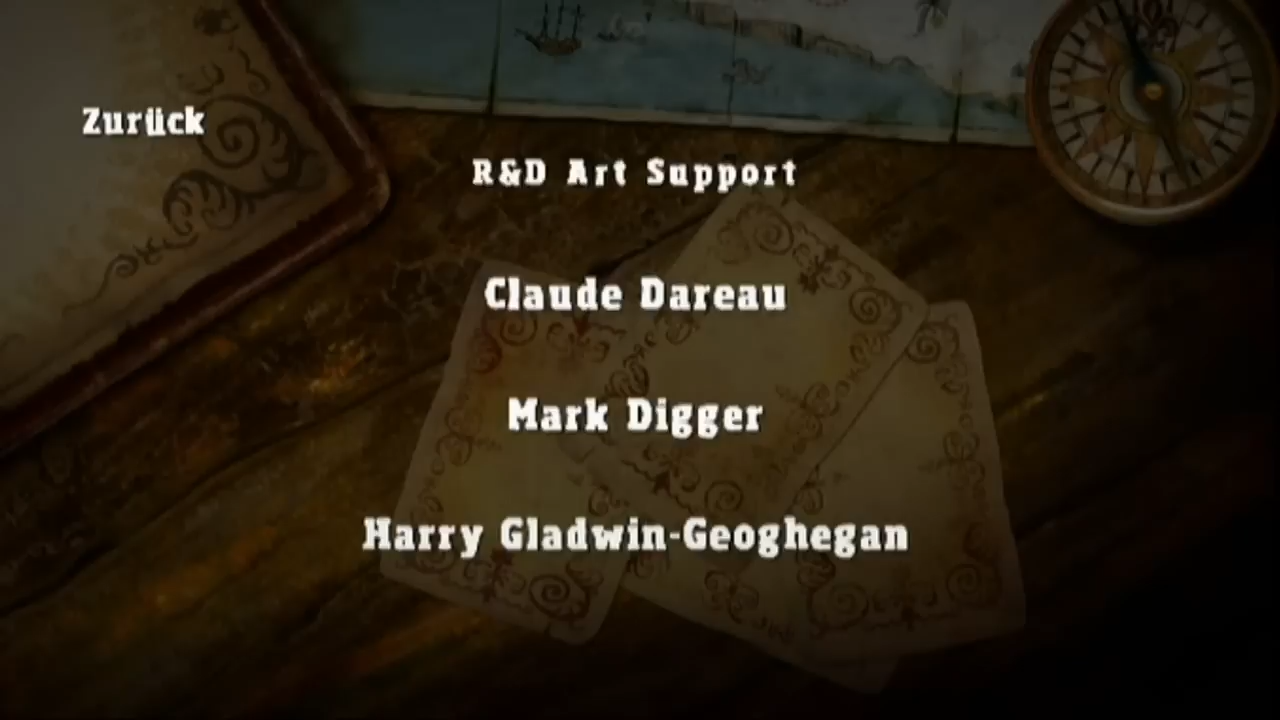 Zurück
R&D Art Support
Claude Dareau
Mark Digger
Harry Gladwin-Geoghegan